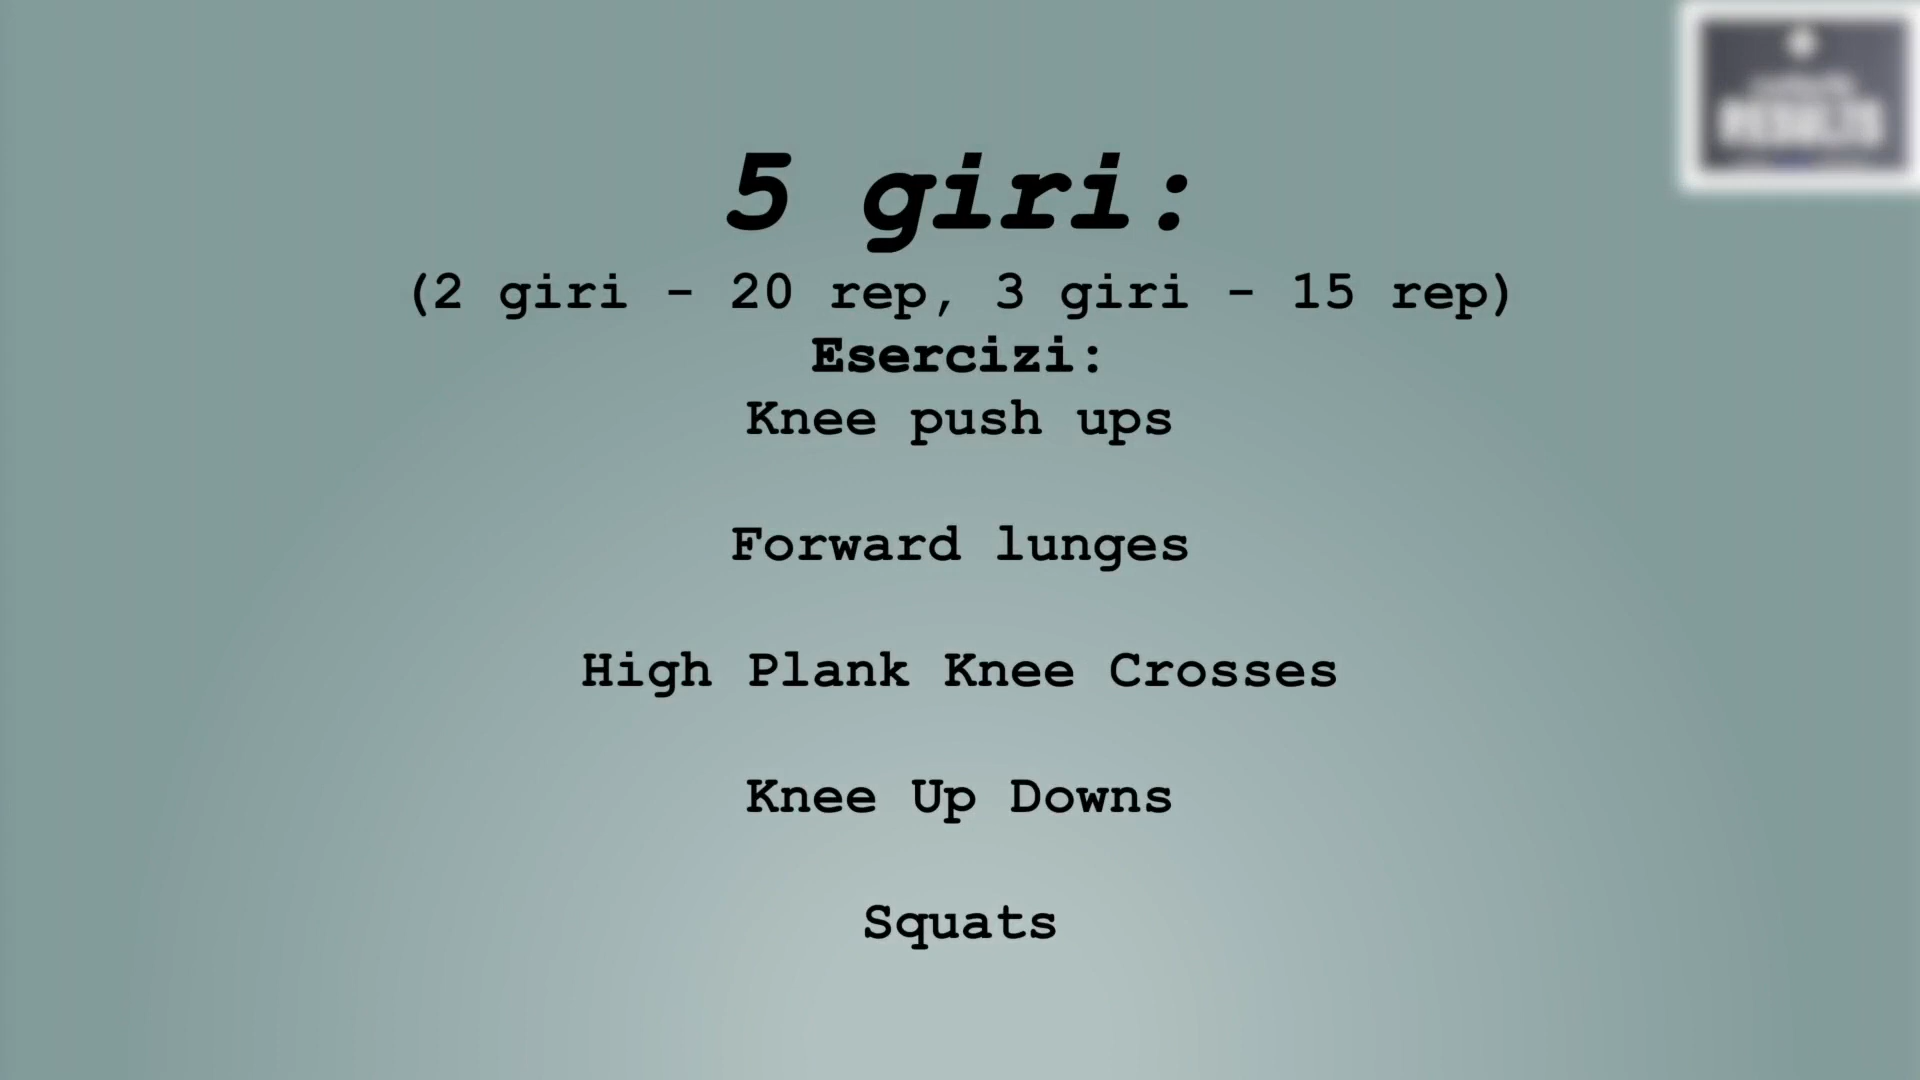 5 giri:
(2 giri - 20 rep, 3 giri - 15 rep)
Esercizi:
Knee push ups
Forward lunges
High Plank Knee Crosses
Knee Up Downs
Squats
RESULTS